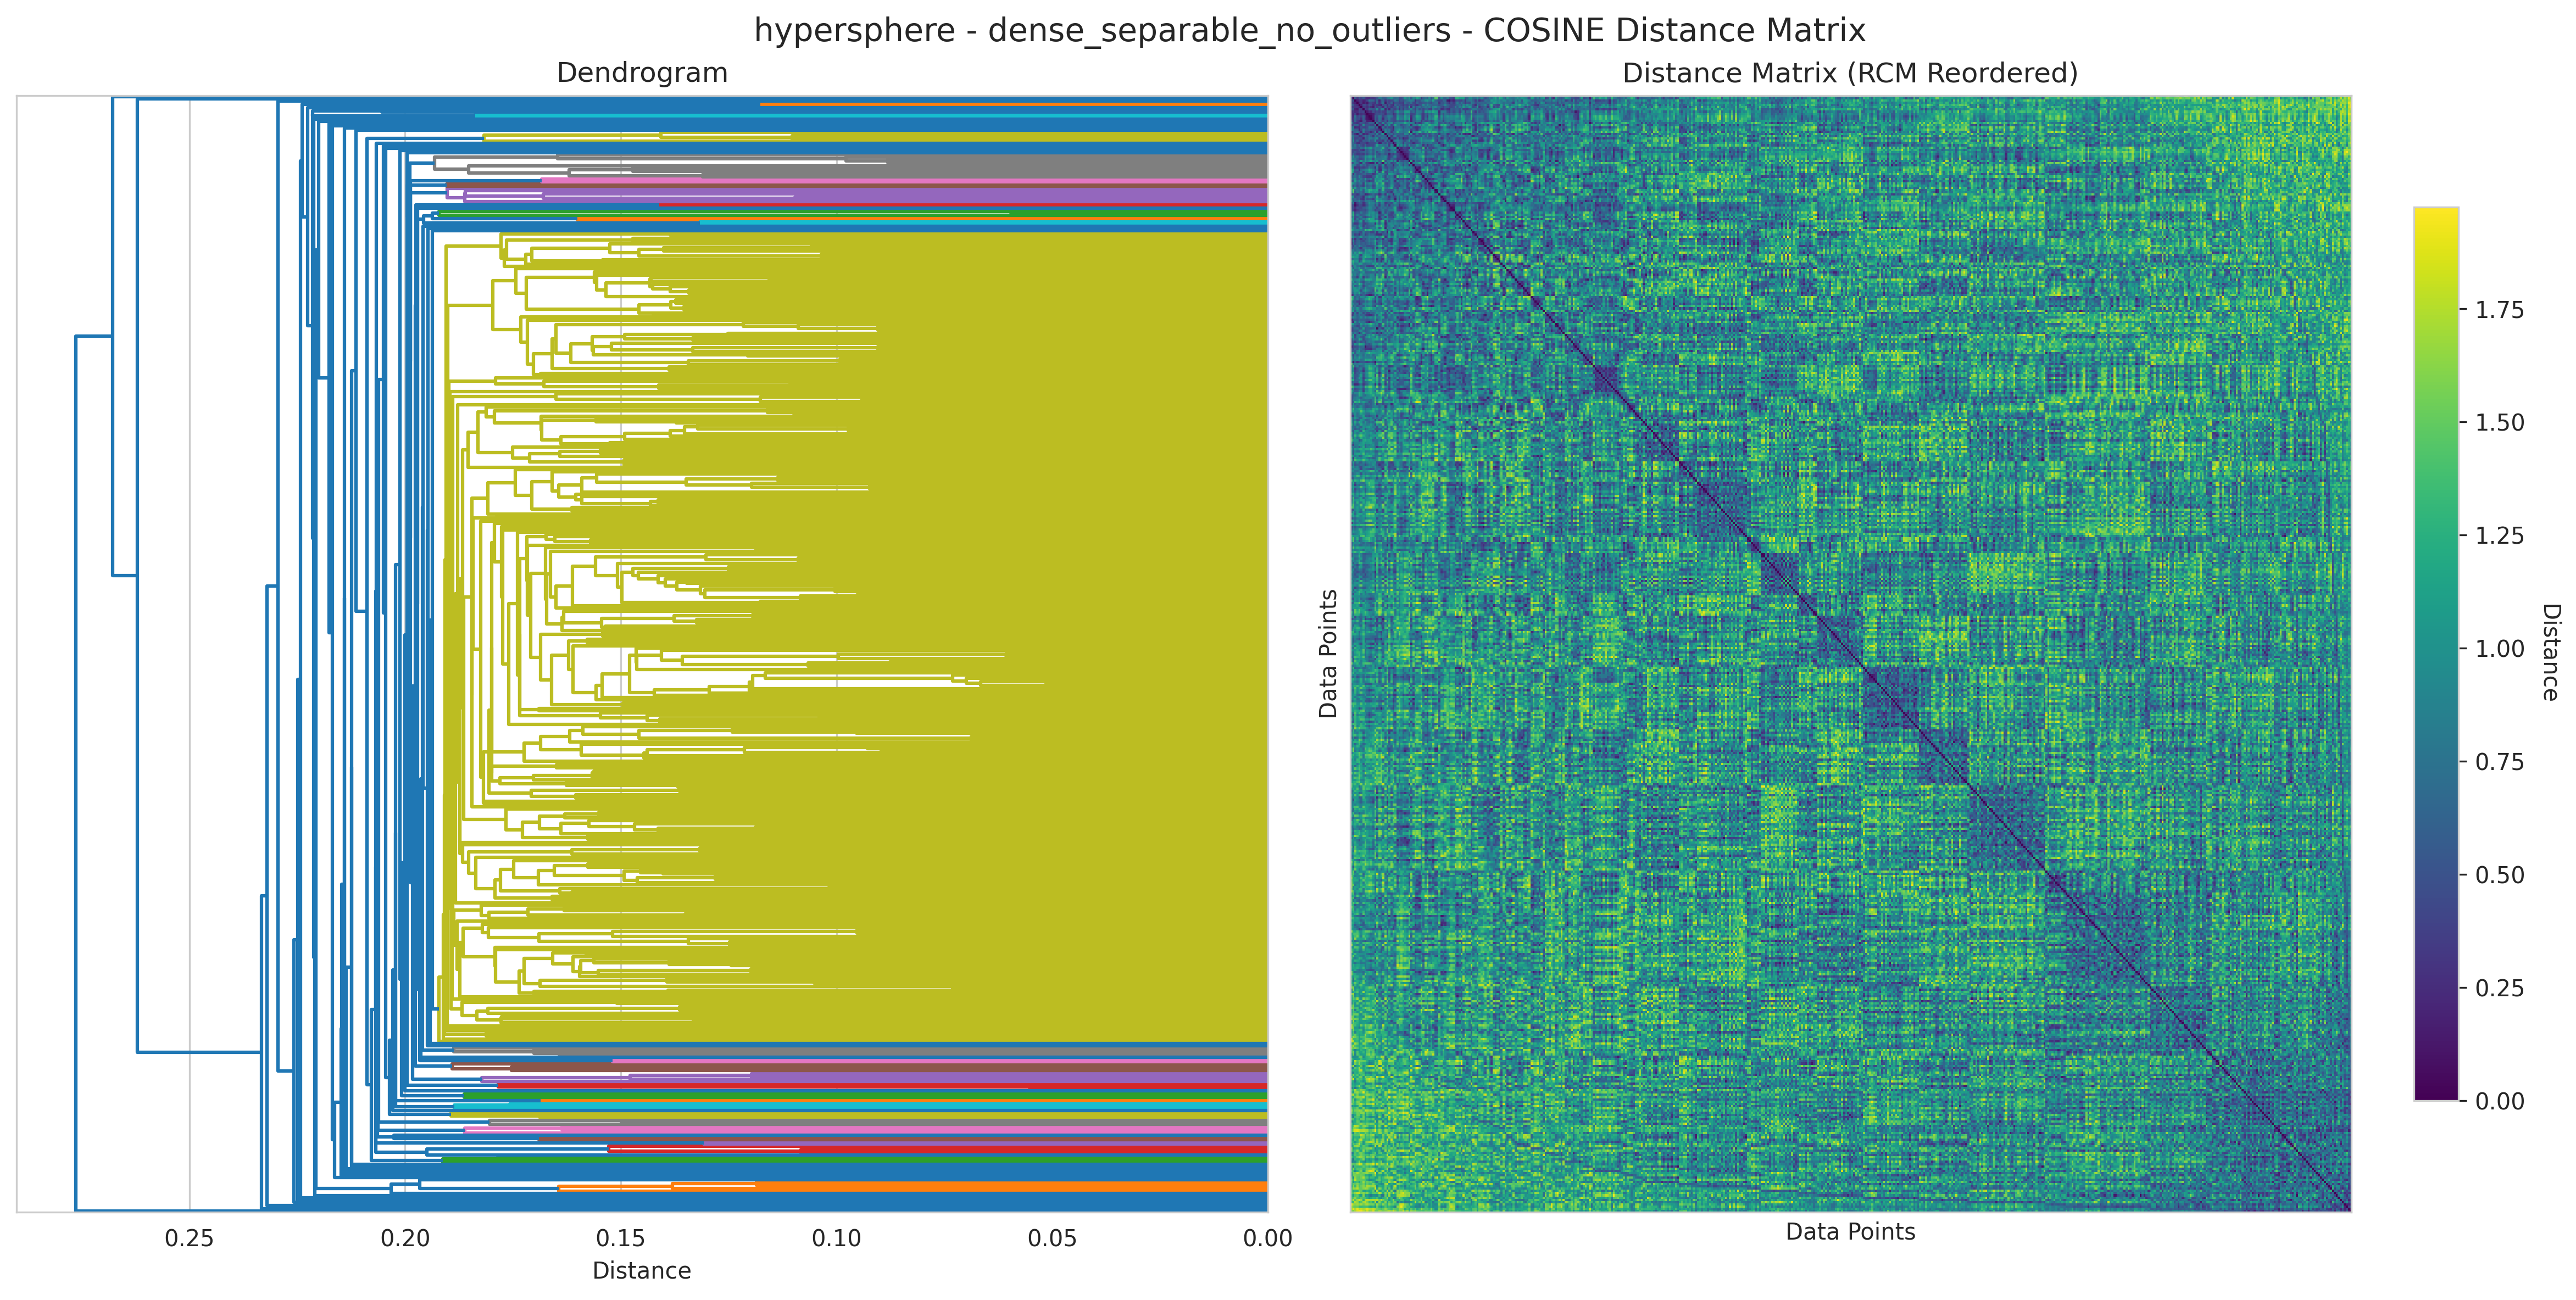 hypersphere - dense_separable_no_outliers - COSINE Distance Matrix
Dendrogram
Distance Matrix (RCM Reordered)
Data Points
1.75
1.50
1.25
1.00
0.75
0.50
0.25
0.00
Distance
0.25 0.20 0.15 0.10 0.05 0.00
Distance
Data Points